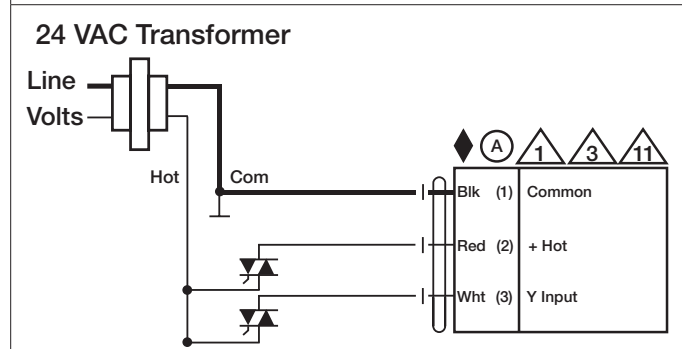 24 VAC Transformer
Line
Volts
Hot
Com
A
1
3
11
Blk (1) Common
Red (2) + Hot
Wht (3) Y Input